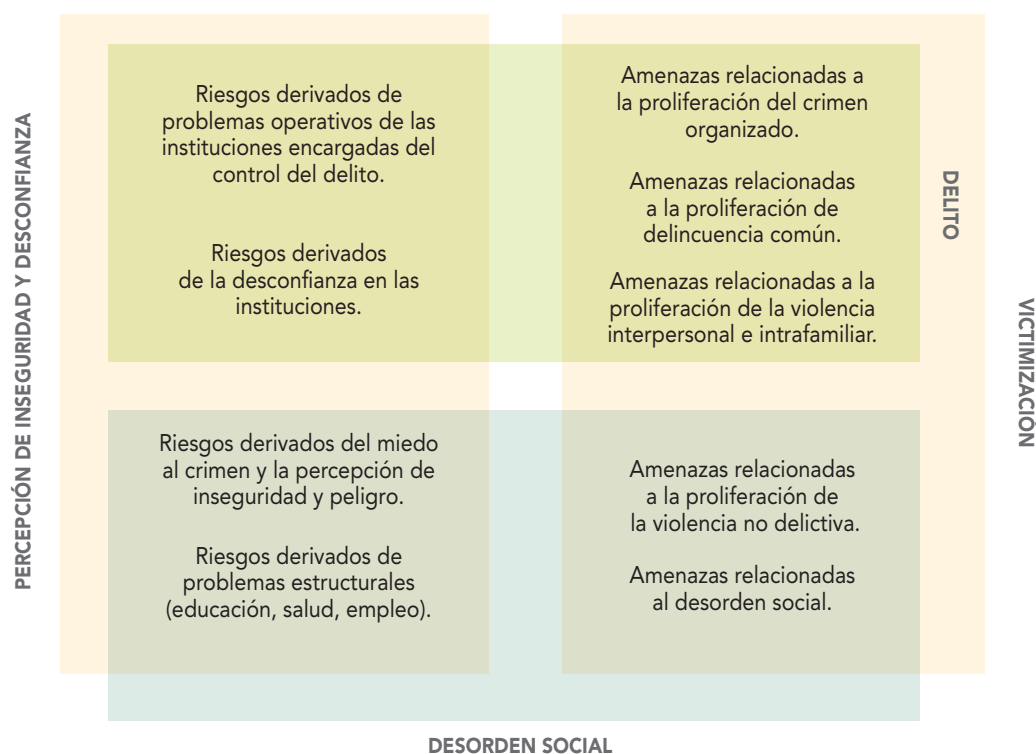 PERCEPCIÓN DE INSEGURIDAD Y DESCONFIANZA
Riesgos derivados de
problemas operativos de las
instituciones encargadas del
control del delito.
Riesgos derivados
de la desconfianza en las
instituciones.
Amenazas relacionadas a
la proliferación del crimen
organizado.
Amenazas relacionadas
a la proliferación de
delincuencia común.
Amenazas relacionadas a la
proliferación de la violencia
interpersonal e intrafamiliar.
DELITO
VICTIMIZACIÓN
Riesgos derivados del miedo
al crimen y la percepción de
inseguridad y peligro.
Riesgos derivados de
problemas estructurales
(educación, salud, empleo).
Amenazas relacionadas
a la proliferación de
la violencia no delictiva.
Amenazas relacionadas
al desorden social.
DESORDEN SOCIAL